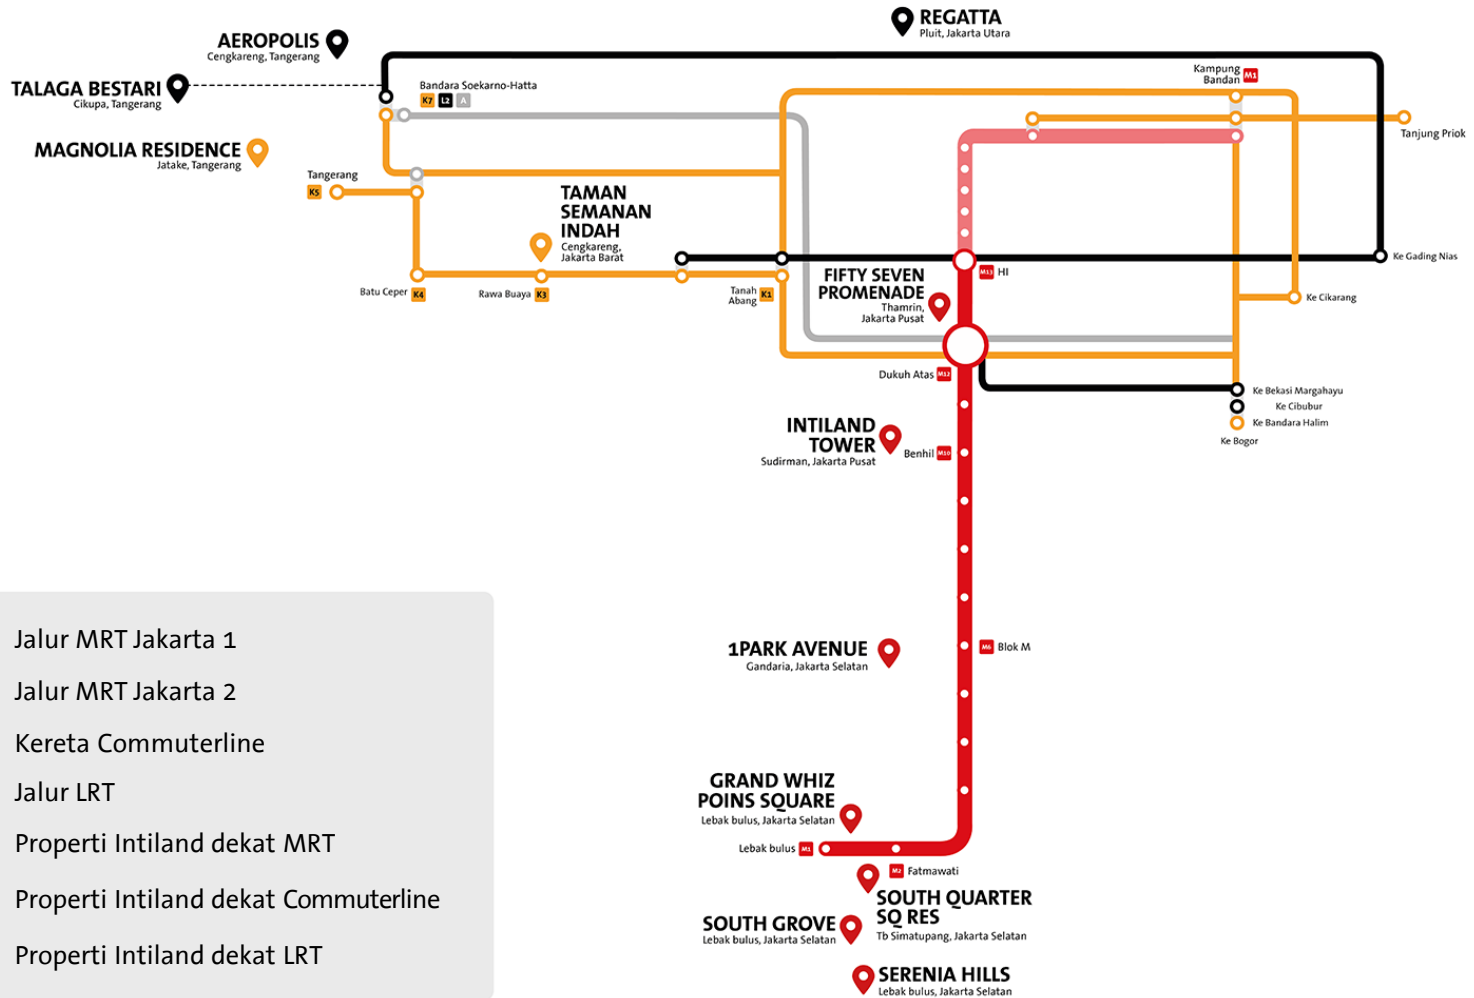 REGATTA
Pluit, Jakarta Utara
AEROPOLIS
Cengkareng, Tangerang
TALAGA BESTARI
Cikupa, Tangerang
Bandara Soekarno-Hatta
K7 L2 A
Kampung
Bandan M1
Tanjung Priok
MAGNOLIA RESIDENCE
Jatake, Tangerang
Tangerang
K5
TAMAN
SEMANAN
INDAH
Cengkareng,
Jakarta Barat
Batu Ceper K4
Rawa Buaya K3
Tanah
Abang K1
Ke Gading Nias
M13 HI
FIFTY SEVEN
PROMENADE
Thamrin,
Jakarta Pusat
Ke Cikarang
Dukuh Atas M12
Ke Bekasi Margahayu
Ke Cibubur
Ke Bandara Halim
Ke Bogor
INTILAND
TOWER
Sudirman, Jakarta Pusat
Benhil M10
1PARK AVENUE
Gandaria, Jakarta Selatan
M6 Blok M
Jalur MRT Jakarta 1
Jalur MRT Jakarta 2
Kereta Commuterline
Jalur LRT
Properti Intiland dekat MRT
Properti Intiland dekat Commuterline
Properti Intiland dekat LRT
GRAND WHIZ
POINS SQUARE
Lebak bulus, Jakarta Selatan
Lebak bulus M1
M2 Fatmawati
SOUTH QUARTER
SQ RES
Tb Simatupang, Jakarta Selatan
SOUTH GROVE
Lebak bulus, Jakarta Selatan
SERENIA HILLS
Lebak bulus, Jakarta Selatan